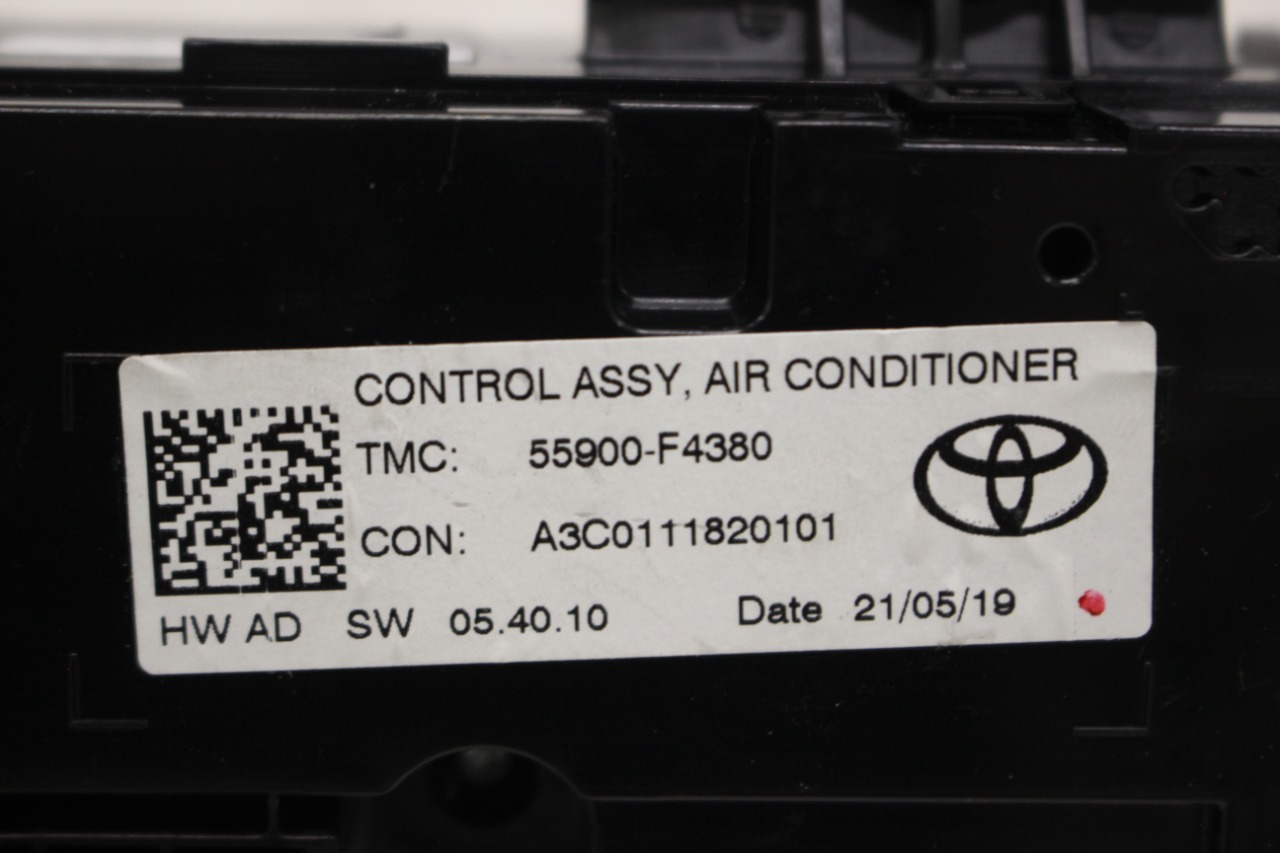 CONTROL ASSY, AIR CONDITIONER
TMC: 55900-F4380
CON: A3C0111820101
HW AD SW 05.40.10 Date 21/05/19